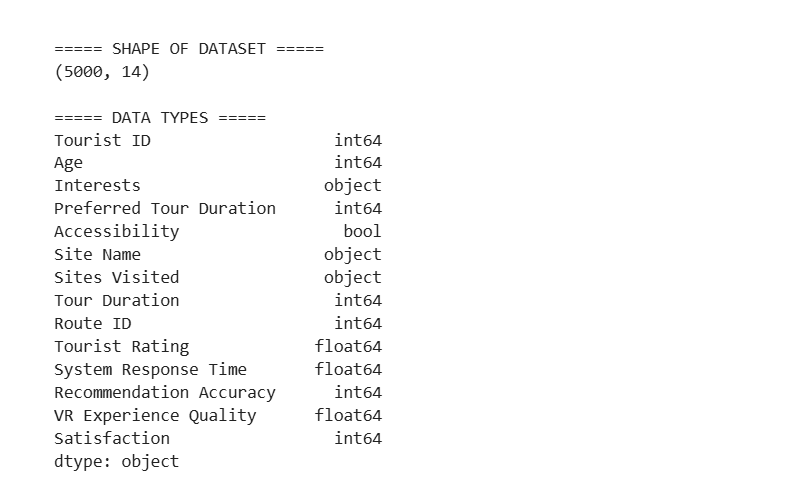 ===== SHAPE OF DATASET =====
(5000, 14)
===== DATA TYPES =====
Tourist ID                   int64
Age                          int64
Interests                   object
Preferred Tour Duration      int64
Accessibility                 bool
Site Name                   object
Sites Visited               object
Tour Duration                int64
Route ID                     int64
Tourist Rating             float64
System Response Time       float64
Recommendation Accuracy      int64
VR Experience Quality      float64
Satisfaction                 int64
dtype: object